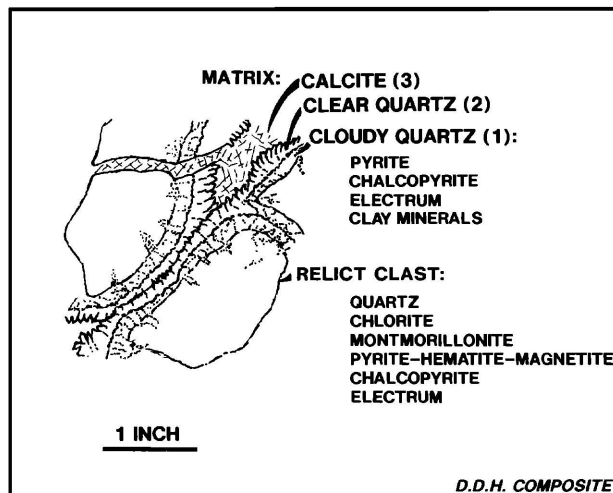 MATRIX: CALCITE (3)
CLEAR QUARTZ (2)
CLOUDY QUARTZ (1):
PYRITE
CHALCOPYRITE
ELECTRUM
CLAY MINERALS
RELICT CLAST:
QUARTZ
CHLORITE
MONTMORILLONITE
PYRITE–HEMATITE–MAGNETITE
CHALCOPYRITE
ELECTRUM
1 INCH
D.D.H. COMPOSITE